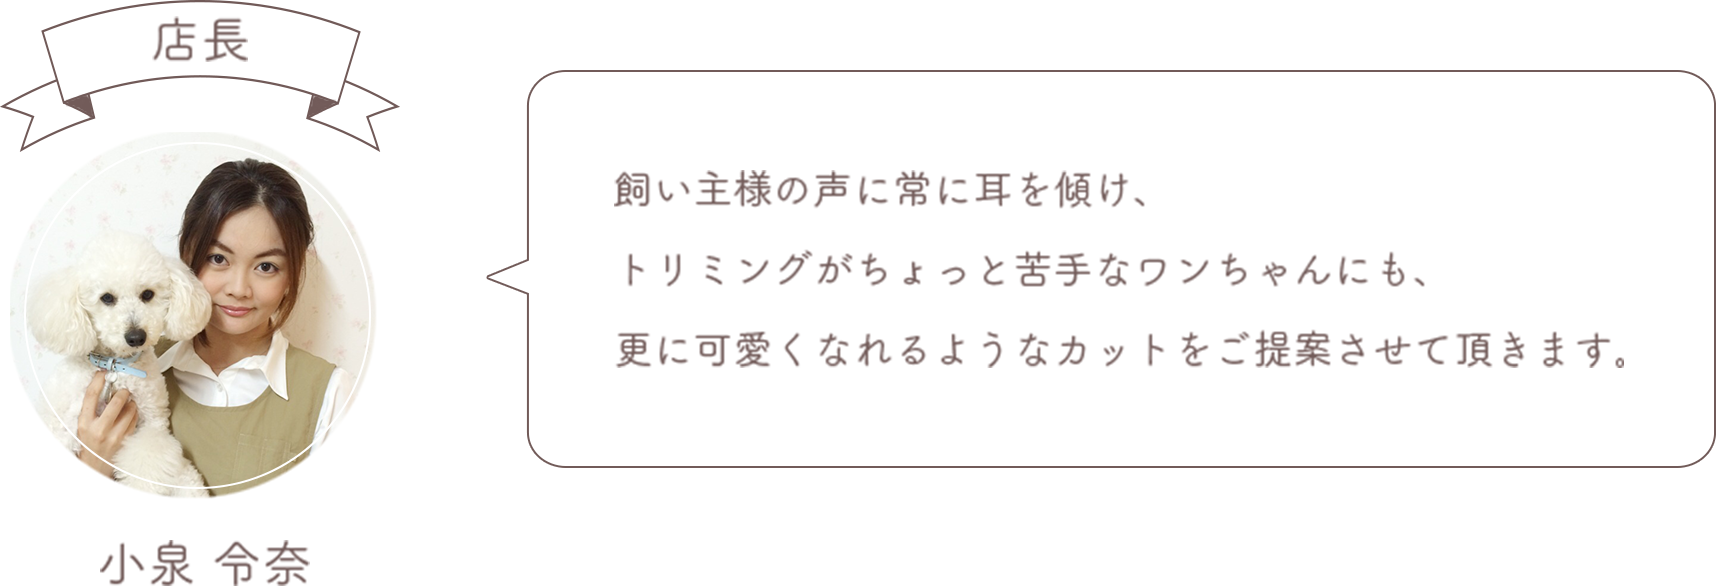 店長
飼い主様の声に常に耳を傾け、
トリミングがちょっと苦手なワンちゃんにも、
更に可愛くなれるようなカットをご提案させて頂きます。
小泉 令奈